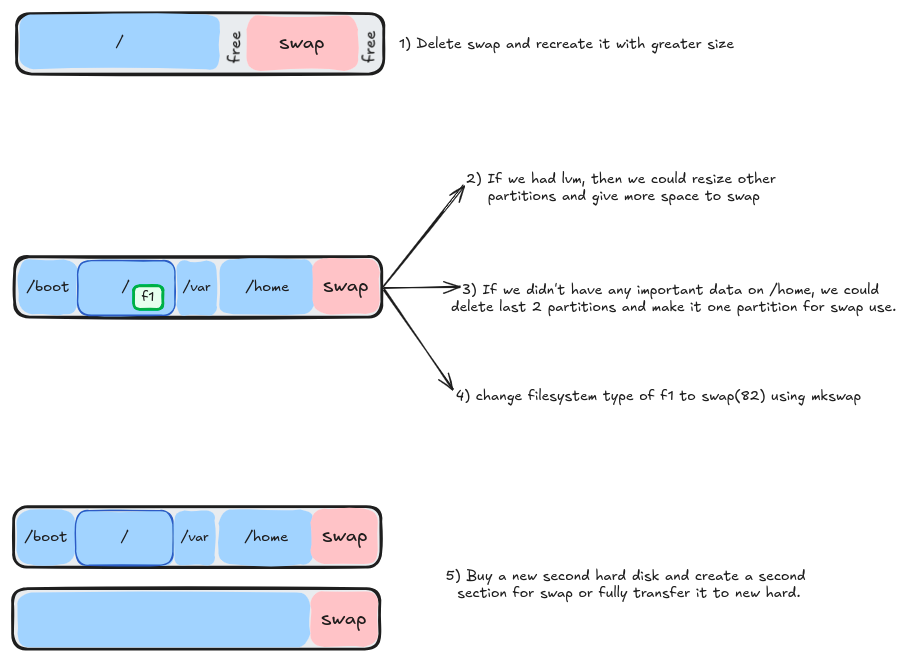 /
free
swap
free
1) Delete swap and recreate it with greater size
2) If we had lvm, then we could resize other
partitions and give more space to swap
/boot
/
f1
/var
/home
swap
3) If we didn't have any important data on /home, we could
delete last 2 partitions and make it one partition for swap use.
4) change filesystem type of f1 to swap(82) using mkswap
/boot
/
/var
/home
swap
5) Buy a new second hard disk and create a second
section for swap or fully transfer it to new hard.
swap